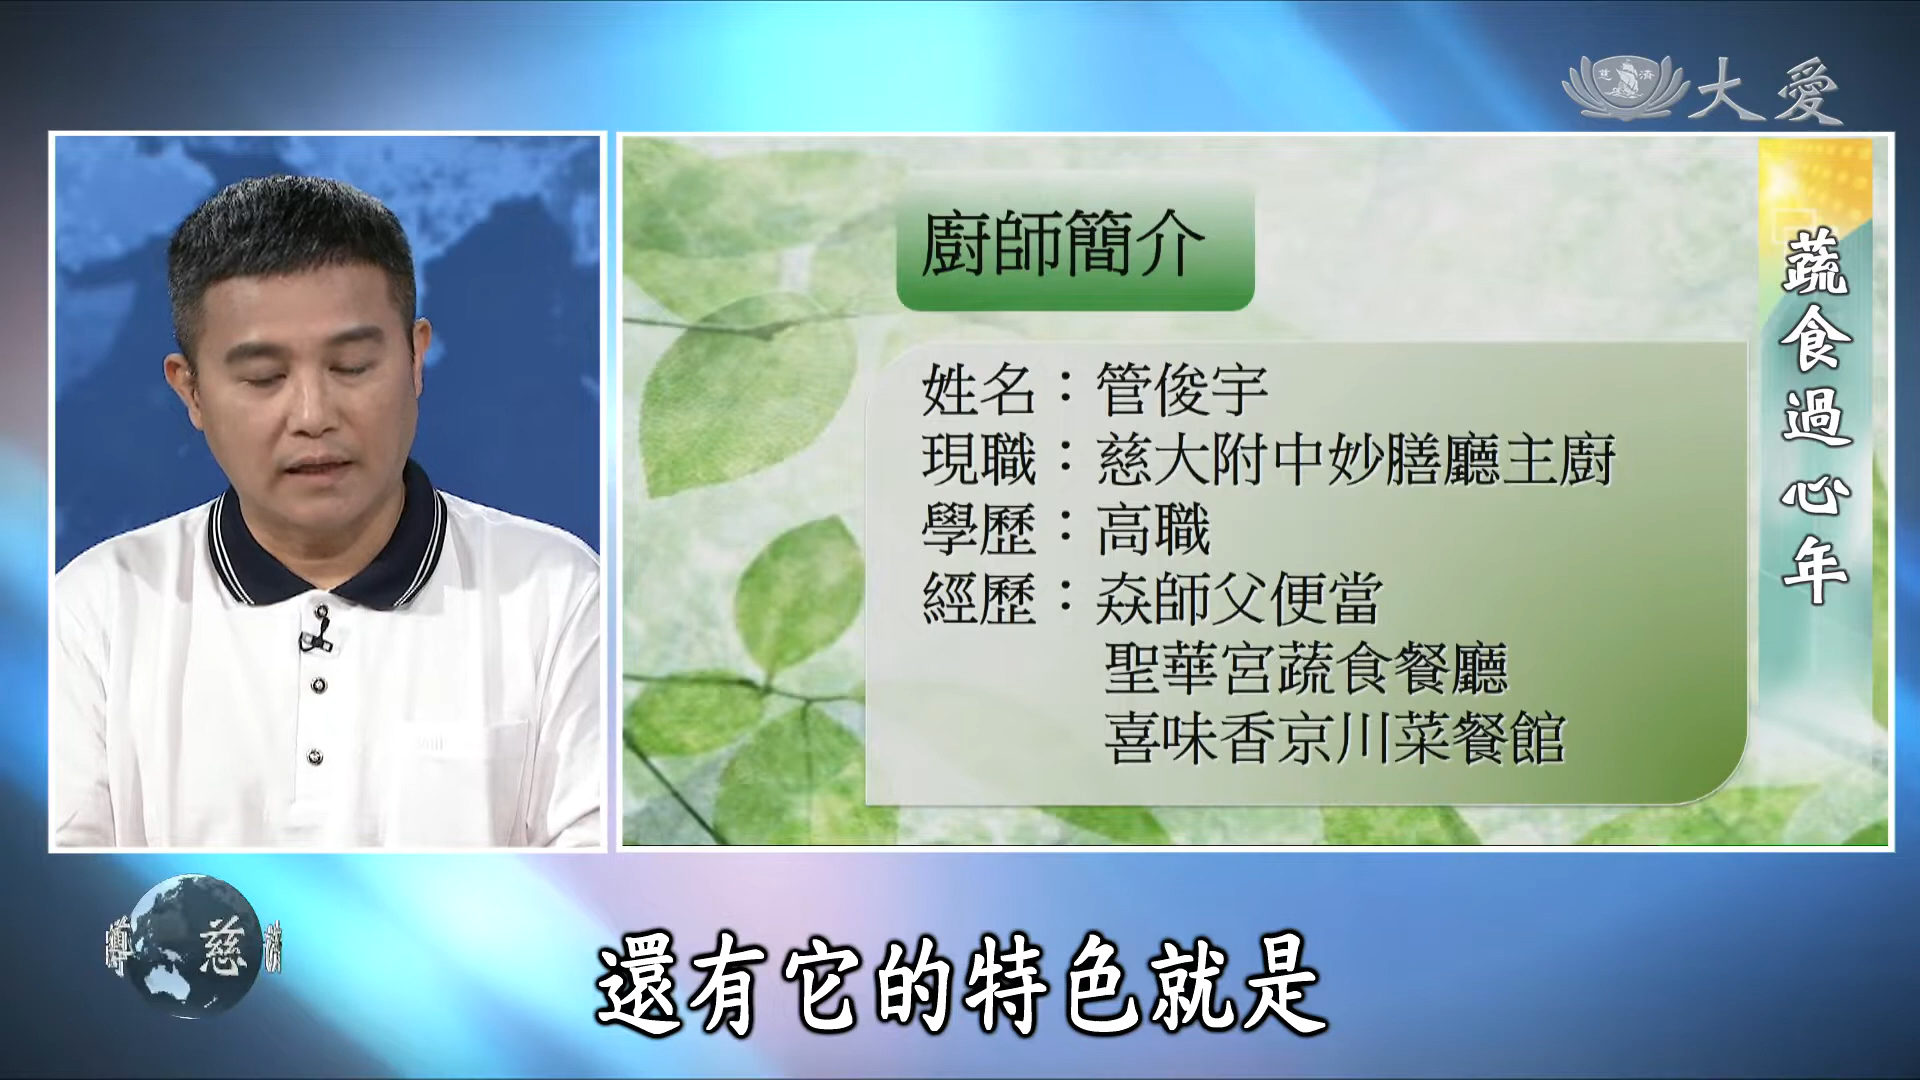 慈濟
大愛
廚師簡介
姓名：管俊宇
現職：慈大附中妙膳廳主廚
學歷：高職
經歷：焱師父便當
聖華宮蔬食餐廳
喜味香京川菜餐館
蔬食過心年
慈
還有它的特色就是